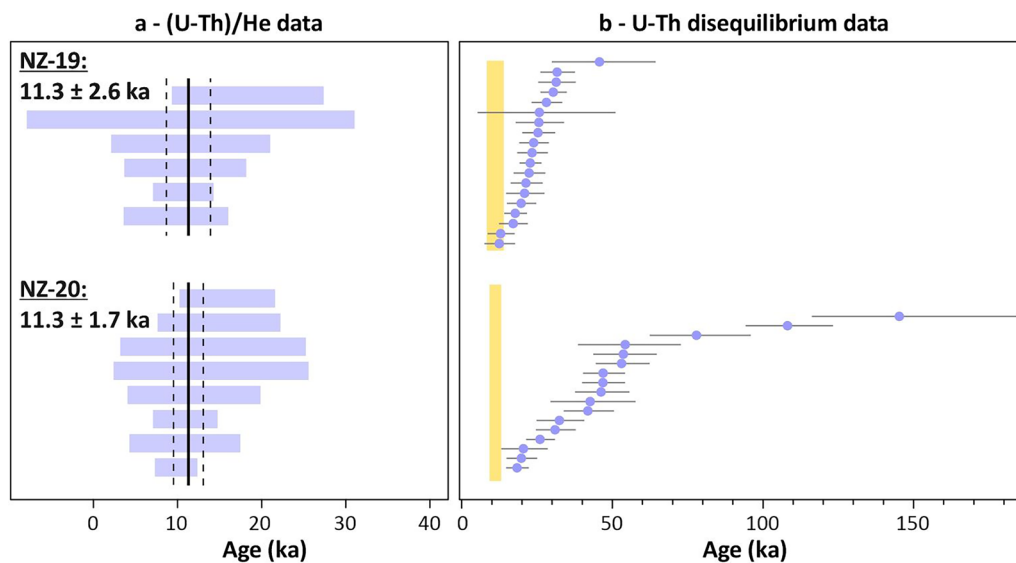 a - (U-Th)/He data
b - U-Th disequilibrium data
NZ-19:
11.3 ± 2.6 ka
NZ-20:
11.3 ± 1.7 ka
0 10 20 30 40
Age (ka)
0 50 100 150
Age (ka)